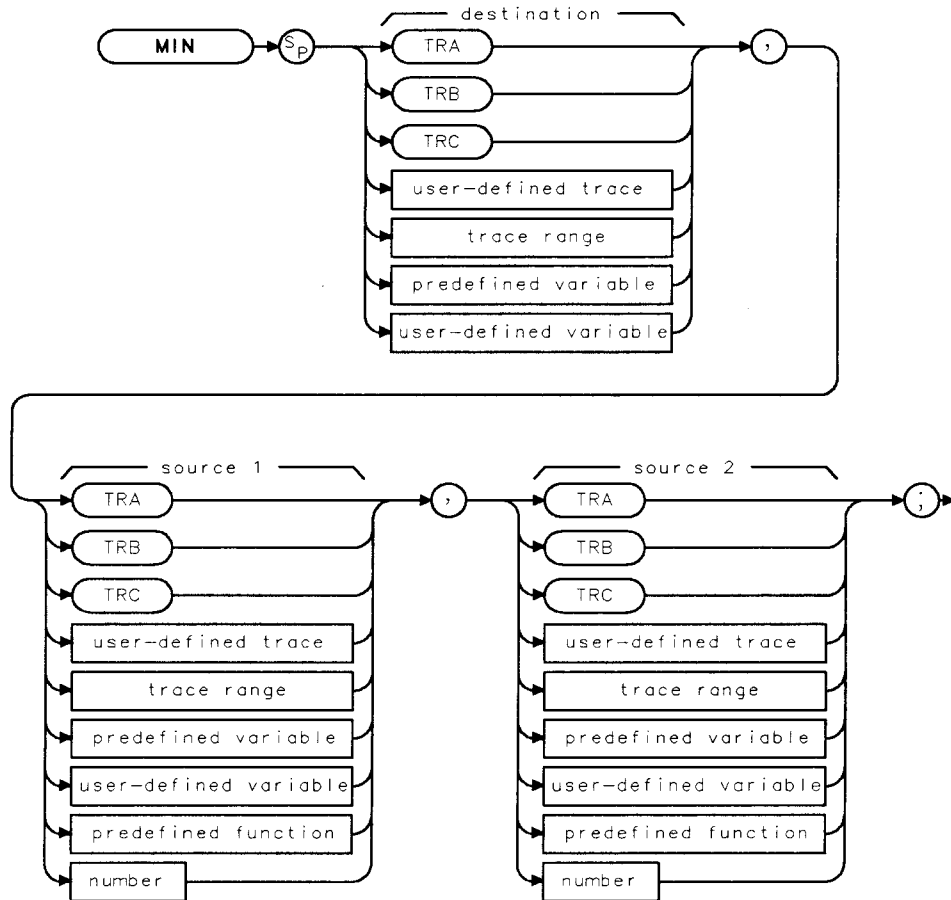 destination
MIN SP TRA ,
TRB
TRC
user-defined trace
trace range
predefined variable
user-defined variable
source 1
TRA ,
TRB
TRC
user-defined trace
trace range
predefined variable
user-defined variable
predefined function
number
source 2
TRA ;
TRB
TRC
user-defined trace
trace range
predefined variable
user-defined variable
predefined function
number